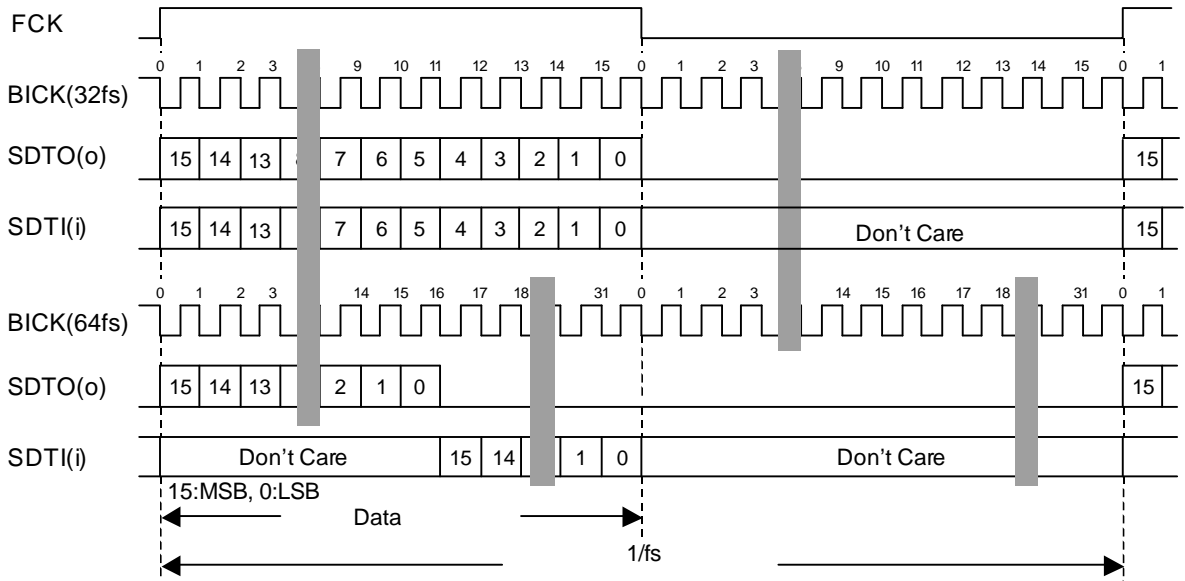 FCK
0 1 2 3 9 10 11 12 13 14 15 0 1 2 3 9 10 11 12 13 14 15 0 1
BICK(32fs)
SDTO(o) 15 14 13 7 6 5 4 3 2 1 0 15
SDTI(i) 15 14 13 7 6 5 4 3 2 1 0 Don't Care 15
0 1 2 3 14 15 16 17 18 31 0 1 2 3 14 15 16 17 18 31 0 1
BICK(64fs)
SDTO(o) 15 14 13 2 1 0 15
SDTI(i) Don't Care 15 14 1 0 Don't Care
15:MSB, 0:LSB
Data
1/fs